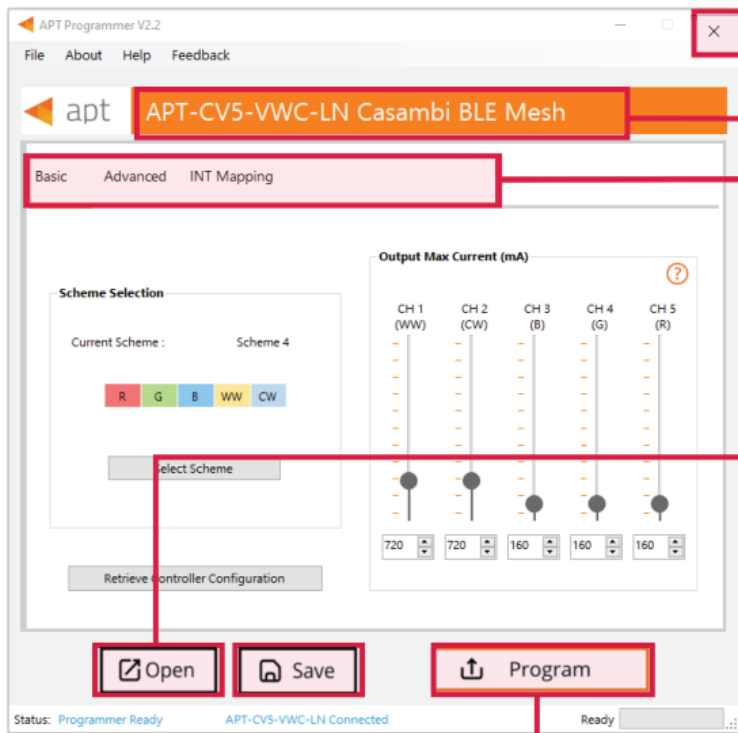 APT Programmer V2.2
File About Help Feedback
apt APT-CV5-VWC-LN Casambi BLE Mesh
Basic Advanced INT Mapping
Scheme Selection
Current Scheme : Scheme 4
R G B WW CW
Select Scheme
Retrieve Controller Configuration
Output Max Current (mA)
?
CH 1 CH 2 CH 3 CH 4 CH 5
(WW) (CW) (B) (G) (R)
720 720 160 160 160
Open Save Program
Status: Programmer Ready APT-CV5-VWC-LN Connected Ready